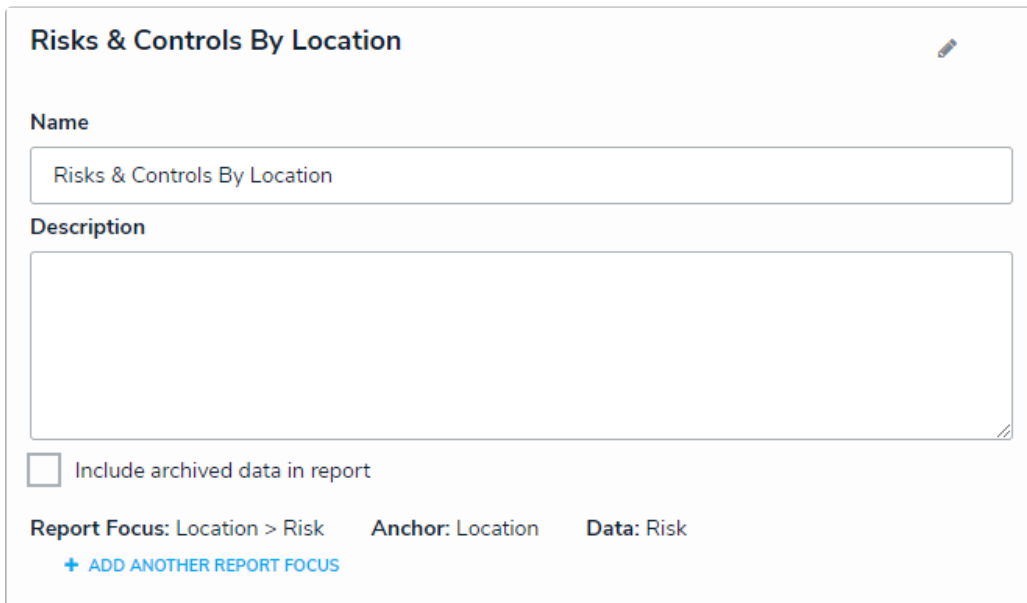 Risks & Controls By Location
Name
Risks & Controls By Location
Description
Include archived data in report
Report Focus: Location > Risk Anchor: Location Data: Risk
+ ADD ANOTHER REPORT FOCUS